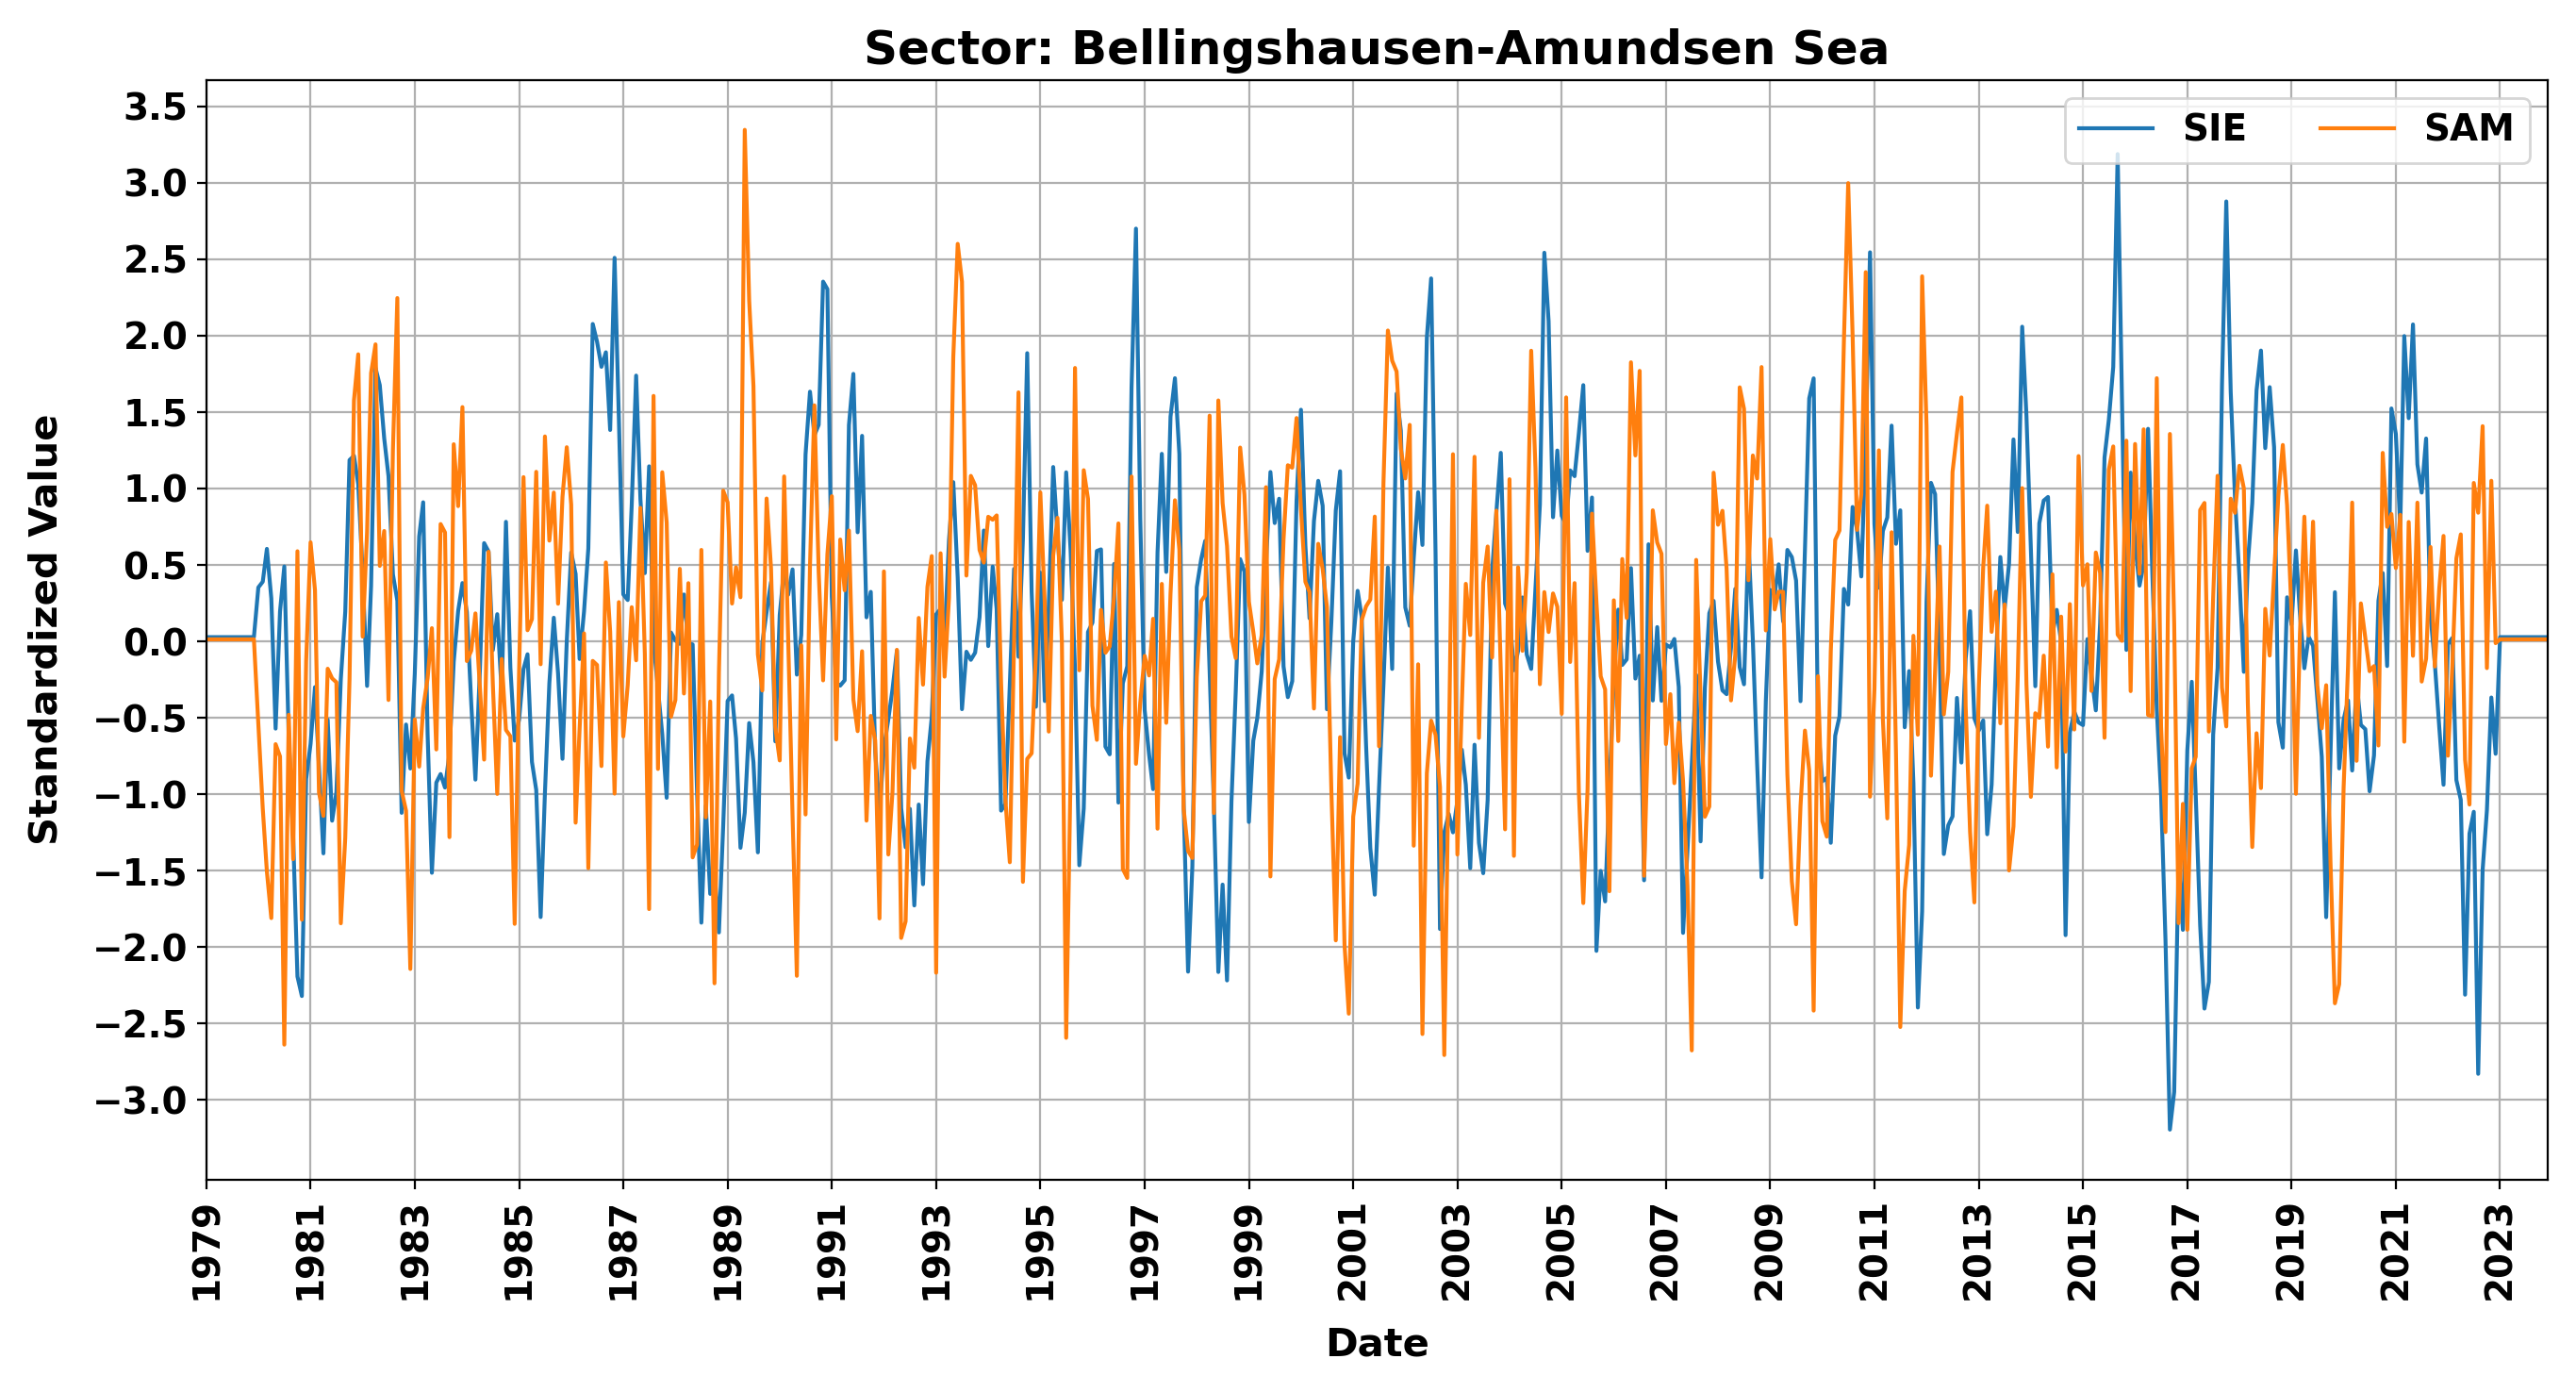 Sector: Bellingshausen-Amundsen Sea
SIE SAM
Standardized Value
3.5
3.0
2.5
2.0
1.5
1.0
0.5
0.0
−0.5
−1.0
−1.5
−2.0
−2.5
−3.0
1979 1981 1983 1985 1987 1989 1991 1993 1995 1997 1999 2001 2003 2005 2007 2009 2011 2013 2015 2017 2019 2021 2023
Date